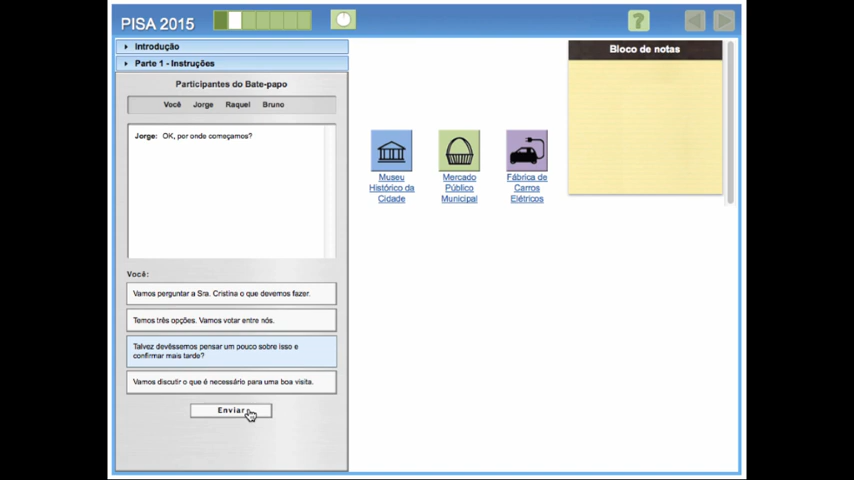 PISA 2015
?
Introdução
Parte 1 - Instruções
Participantes do Bate-papo
Você Jorge Raquel Bruno
Jorge: OK, por onde começamos?
Você:
Vamos perguntar a Sra. Cristina o que devemos fazer.
Temos três opções. Vamos votar entre nós.
Talvez devêssemos pensar um pouco sobre isso e
confirmar mais tarde?
Vamos discutir o que é necessário para uma boa visita.
Enviar
Museu
Histórico da
Cidade
Mercado
Público
Municipal
Fábrica de
Carros
Elétricos
Bloco de notas